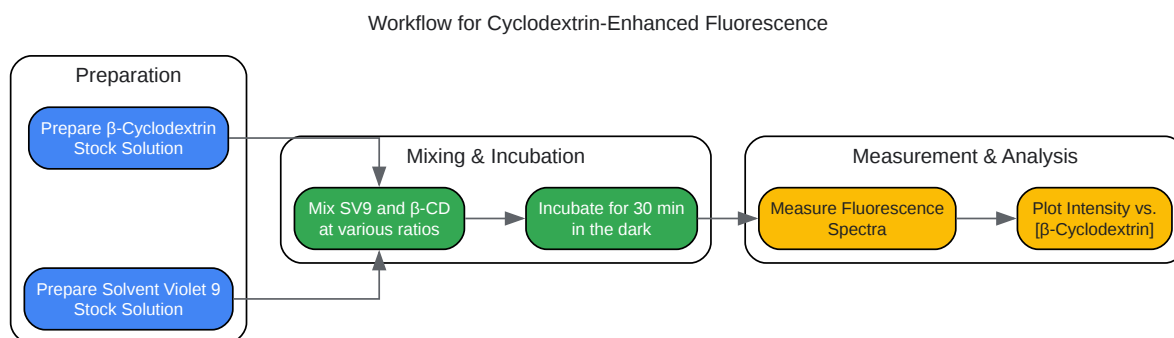 Workflow for Cyclodextrin-Enhanced Fluorescence
Preparation
Prepare β-Cyclodextrin
Stock Solution
Prepare Solvent Violet 9
Stock Solution
Mixing & Incubation
Mix SV9 and β-CD
at various ratios
Incubate for 30 min
in the dark
Measurement & Analysis
Measure Fluorescence
Spectra
Plot Intensity vs.
[β-Cyclodextrin]